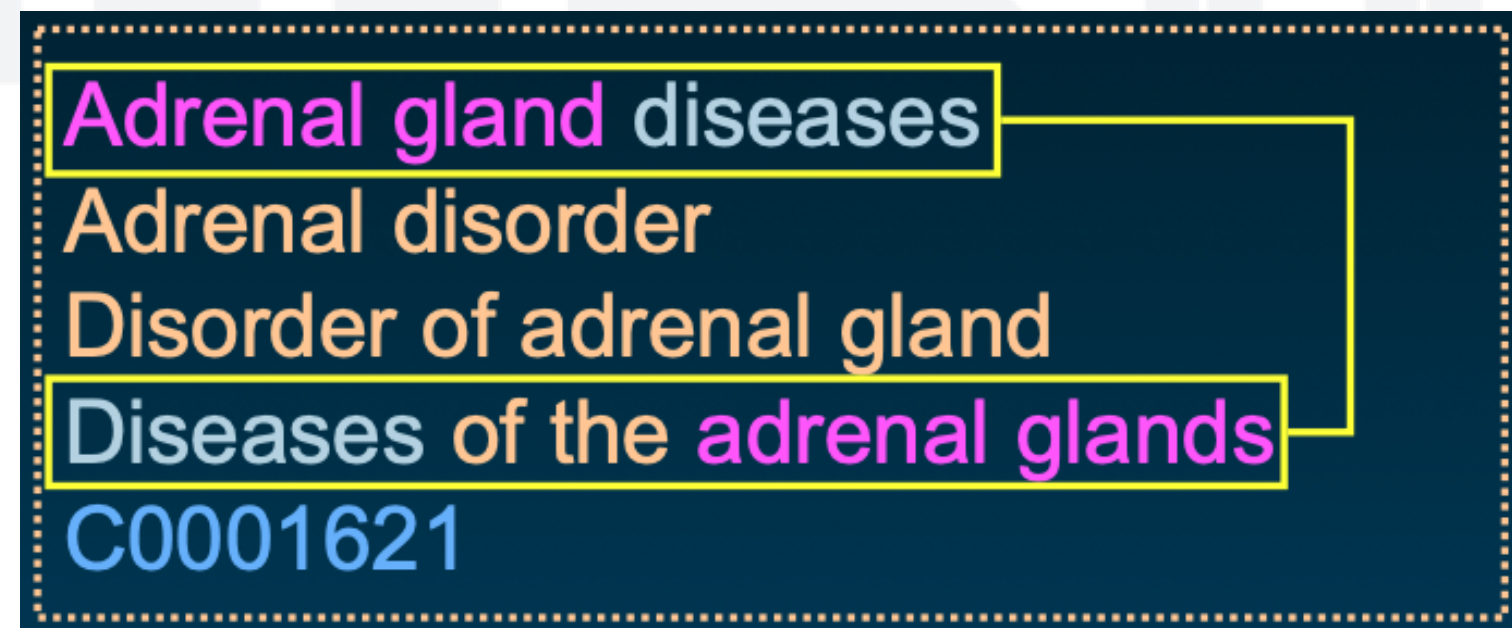 Adrenal gland diseases
Adrenal disorder
Disorder of adrenal gland
Diseases of the adrenal glands
C0001621